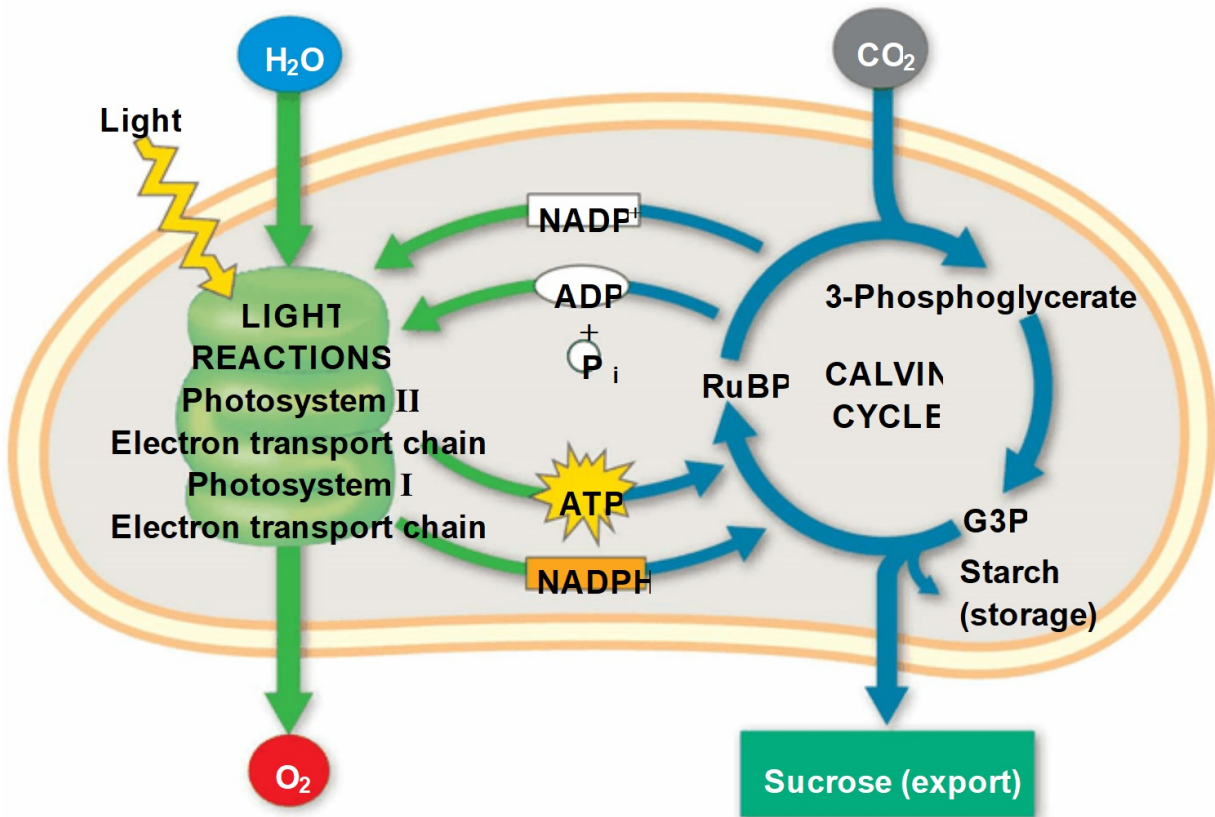 H₂O
CO₂
Light
NADP+
ADP
+
P i
LIGHT
REACTIONS
Photosystem II
Electron transport chain
Photosystem I
Electron transport chain
ATP
NADPH
RuBP
3-Phosphoglycerate
CALVIN
CYCLE
G3P
Starch
(storage)
O₂
Sucrose (export)